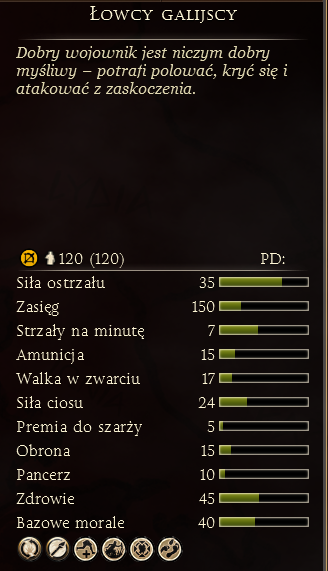 Łowcy galijscy
Dobry wojownik jest niczym dobry
myśliwy – potrafi polować, kryć się i
atakować z zaskoczenia.
120 (120) PD:
Siła ostrzału 35
Zasięg 150
Strzały na minutę 7
Amunicja 15
Walka w zwarciu 17
Siła ciosu 24
Premia do szarży 5
Obrona 15
Pancerz 10
Zdrowie 45
Bazowe morale 40